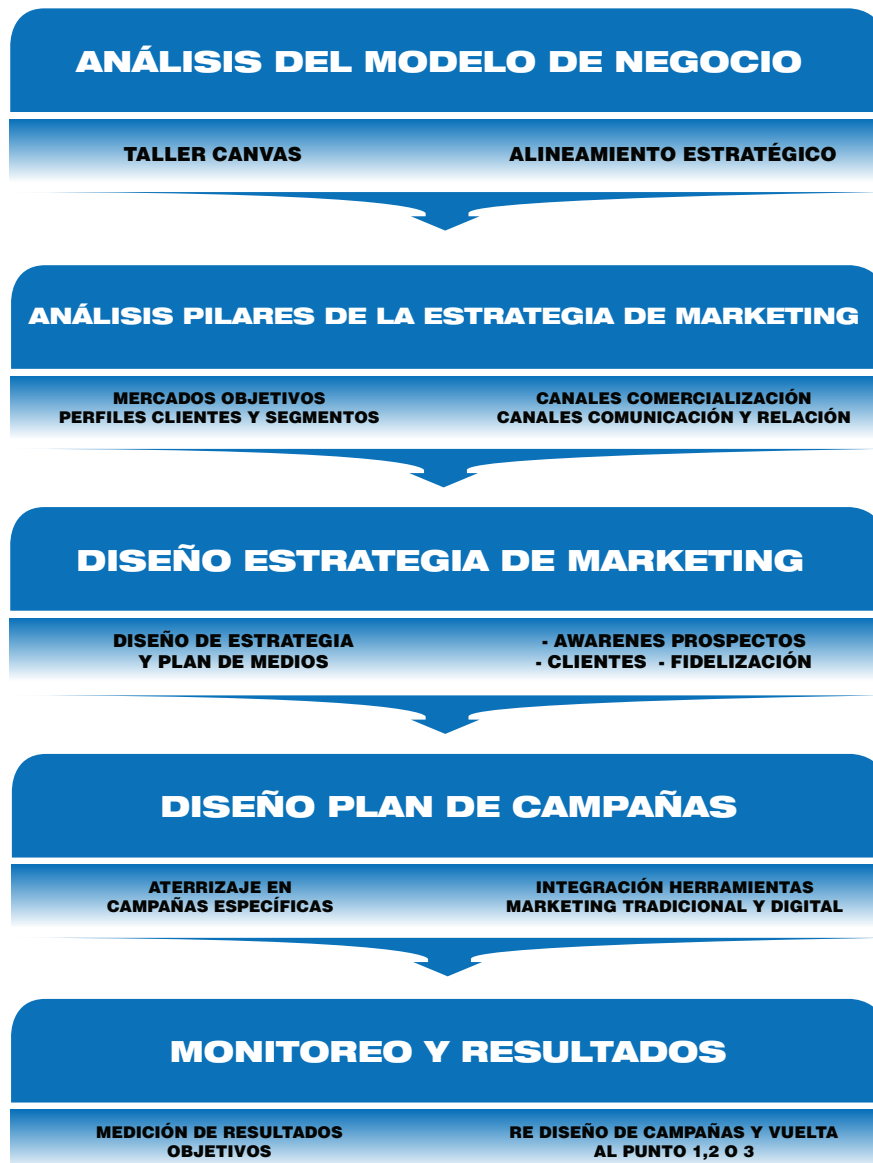 ANÁLISIS DEL MODELO DE NEGOCIO
TALLER CANVAS
ALINEAMIENTO ESTRATÉGICO
ANÁLISIS PILARES DE LA ESTRATEGIA DE MARKETING
MERCADOS OBJETIVOS
PERFILES CLIENTES Y SEGMENTOS
CANALES COMERCIALIZACIÓN
CANALES COMUNICACIÓN Y RELACIÓN
DISEÑO ESTRATEGIA DE MARKETING
DISEÑO DE ESTRATEGIA
Y PLAN DE MEDIOS
- AWARENES PROSPECTOS
- CLIENTES - FIDELIZACIÓN
DISEÑO PLAN DE CAMPAÑAS
ATERRIZAJE EN
CAMPAÑAS ESPECÍFICAS
INTEGRACIÓN HERRAMIENTAS
MARKETING TRADICIONAL Y DIGITAL
MONITOREO Y RESULTADOS
MEDICIÓN DE RESULTADOS
OBJETIVOS
RE DISEÑO DE CAMPAÑAS Y VUELTA
AL PUNTO 1,2 O 3